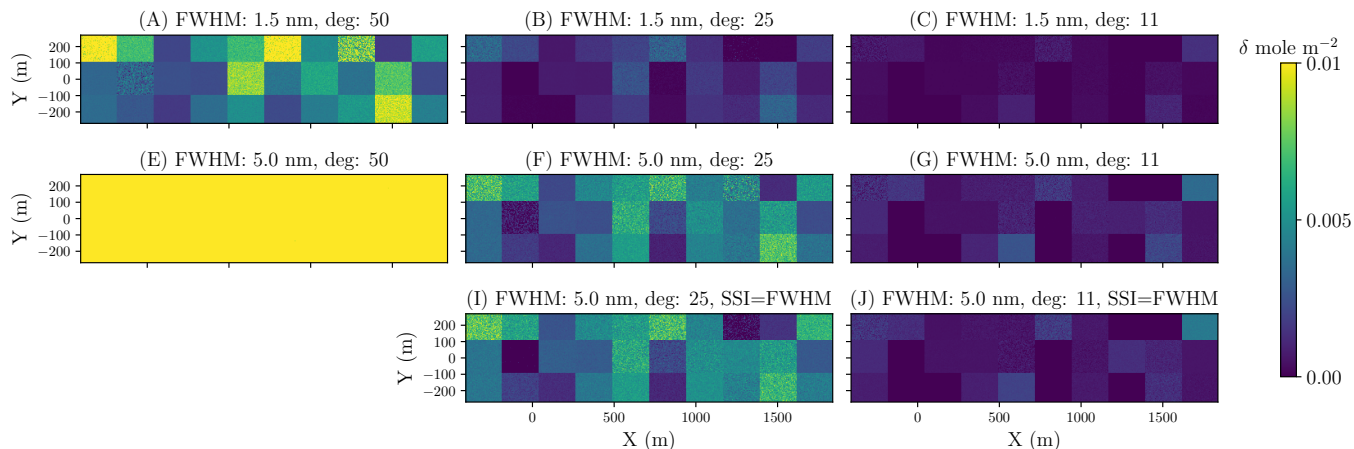 (A) FWHM: 1.5 nm, deg: 50
(B) FWHM: 1.5 nm, deg: 25
(C) FWHM: 1.5 nm, deg: 11
δ mole m⁻²
Y (m)
200
100
0
−100
−200
0.01
0.005
0.00
(E) FWHM: 5.0 nm, deg: 50
(F) FWHM: 5.0 nm, deg: 25
(G) FWHM: 5.0 nm, deg: 11
Y (m)
200
100
0
−100
−200
(I) FWHM: 5.0 nm, deg: 25, SSI=FWHM
(J) FWHM: 5.0 nm, deg: 11, SSI=FWHM
Y (m)
200
100
0
−100
−200
0 500 1000 1500
0 500 1000 1500
X (m)
X (m)